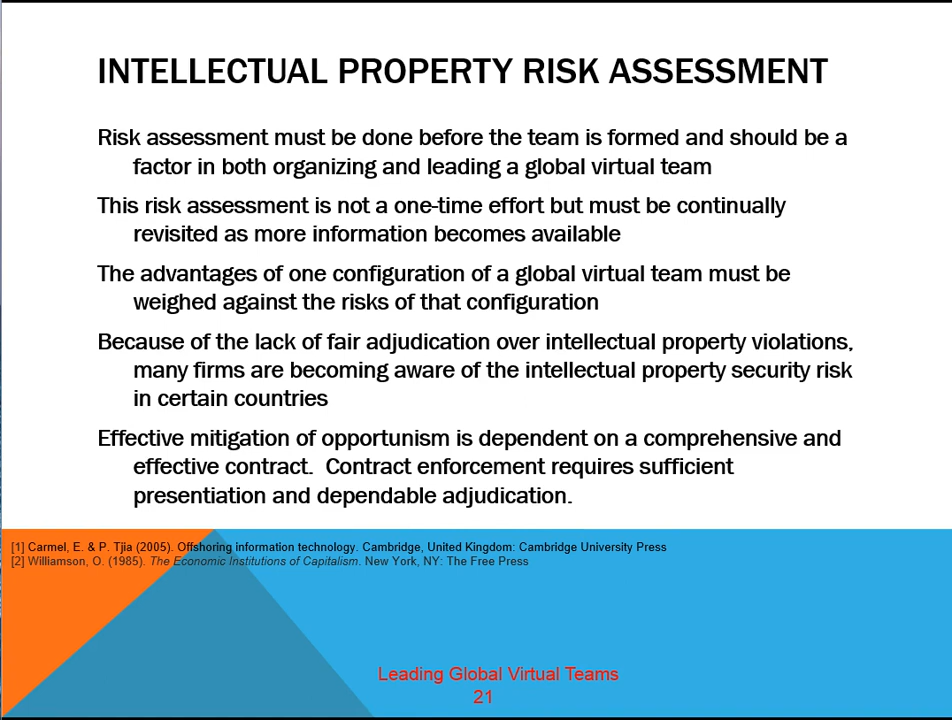 INTELLECTUAL PROPERTY RISK ASSESSMENT
Risk assessment must be done before the team is formed and should be a
factor in both organizing and leading a global virtual team
This risk assessment is not a one-time effort but must be continually
revisited as more information becomes available
The advantages of one configuration of a global virtual team must be
weighed against the risks of that configuration
Because of the lack of fair adjudication over intellectual property violations,
many firms are becoming aware of the intellectual property security risk
in certain countries
Effective mitigation of opportunism is dependent on a comprehensive and
effective contract.  Contract enforcement requires sufficient
presentiation and dependable adjudication.
[1] Carmel, E. & P. Tjia (2005). Offshoring information technology. Cambridge, United Kingdom: Cambridge University Press
[2] Williamson, O. (1985). The Economic Institutions of Capitalism. New York, NY: The Free Press
Leading Global Virtual Teams
21